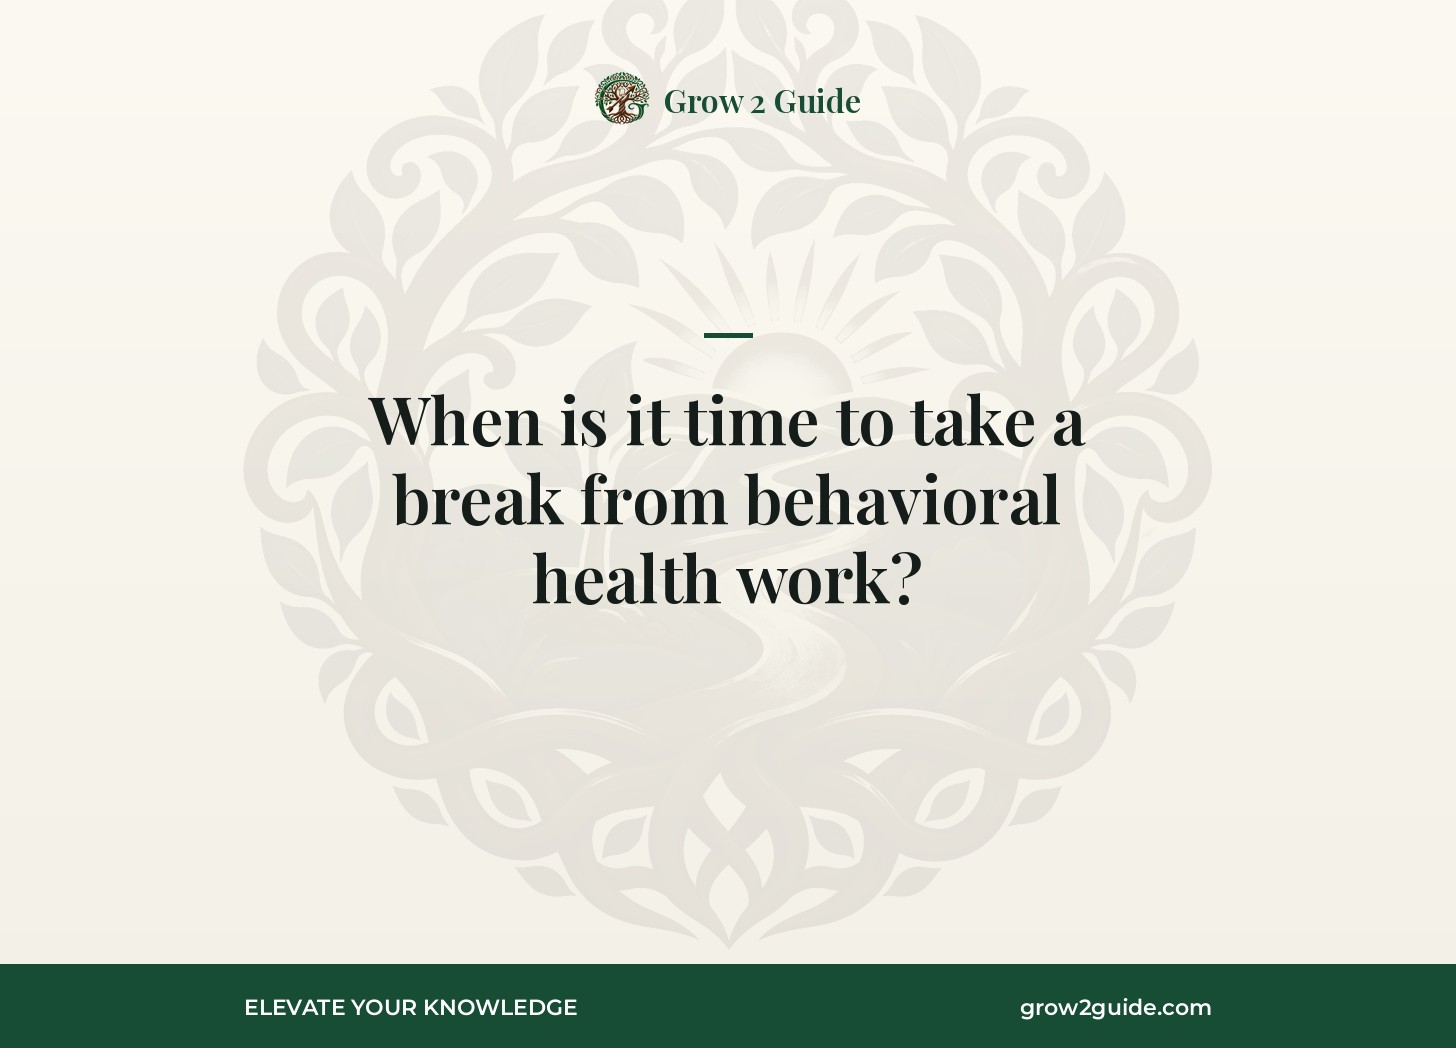 Grow 2 Guide
When is it time to take a
break from behavioral
health work?
ELEVATE YOUR KNOWLEDGE
grow2guide.com